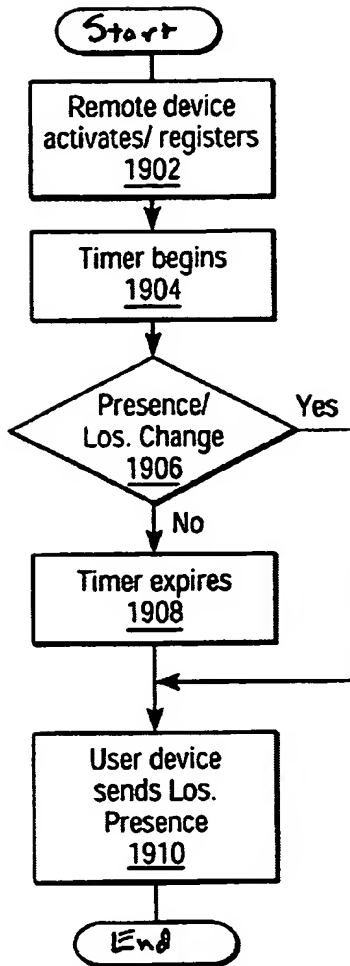 Start
Remote device
activates/ registers
1902
Timer begins
1904
Presence/
Los. Change
1906
Yes
No
Timer expires
1908
User device
sends Los.
Presence
1910
End